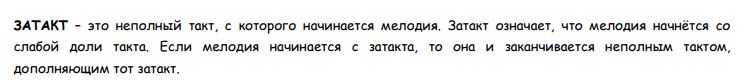 ЗАТАКТ – это неполный такт, с которого начинается мелодия. Затакт означает, что мелодия начнётся со
слабой доли такта. Если мелодия начинается с затакта, то она и заканчивается неполным тактом,
дополняющим тот затакт.